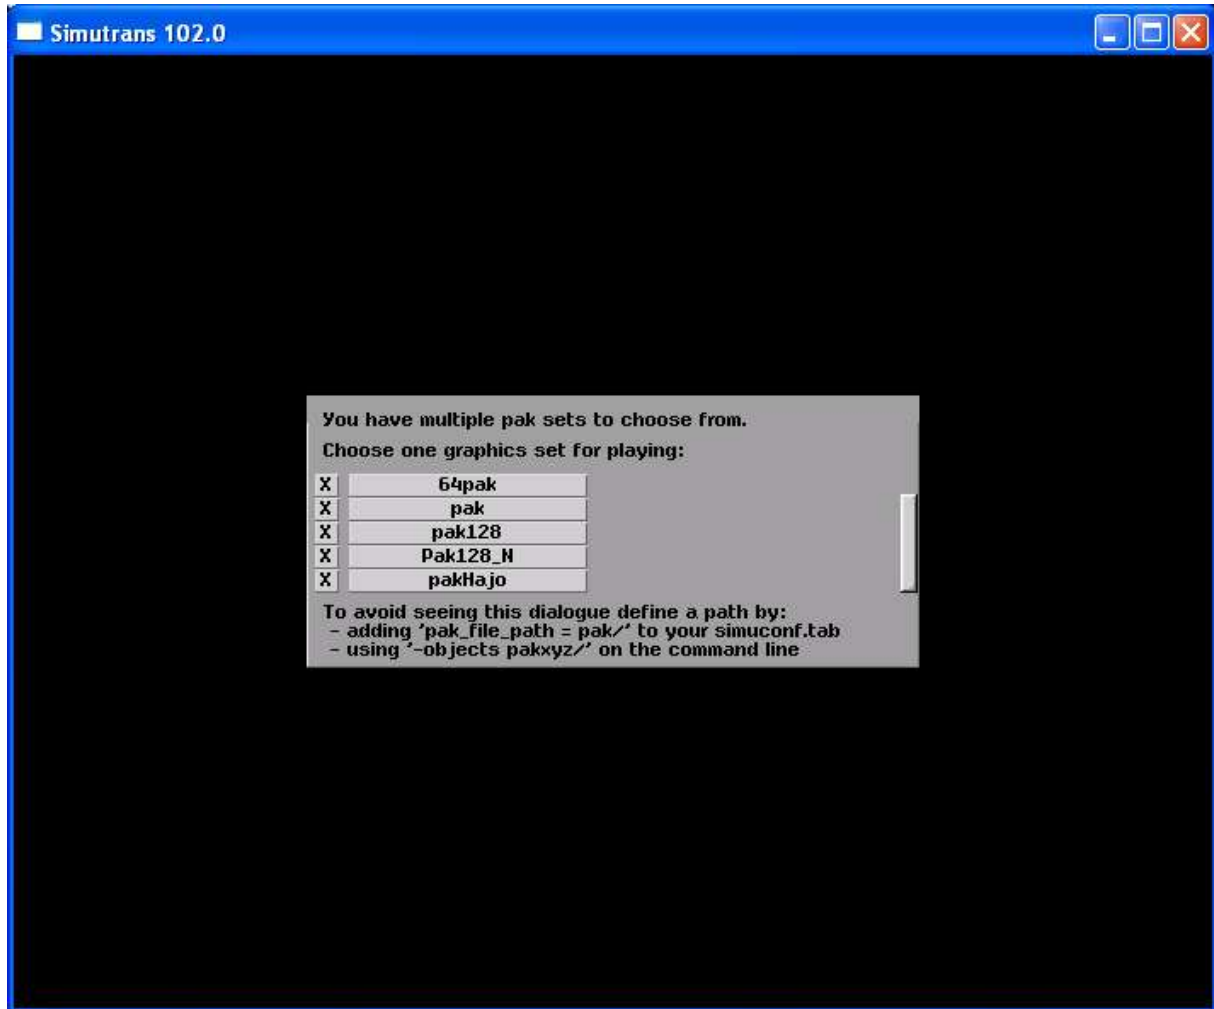 Simutrans 102.0
You have multiple pak sets to choose from.
Choose one graphics set for playing:
X 64pak
X pak
X pak128
X Pak128_N
X pakHajo
To avoid seeing this dialogue define a path by:
- adding 'pak_file_path = pak/' to your simuconf.tab
- using '-objects pakxyz/' on the command line